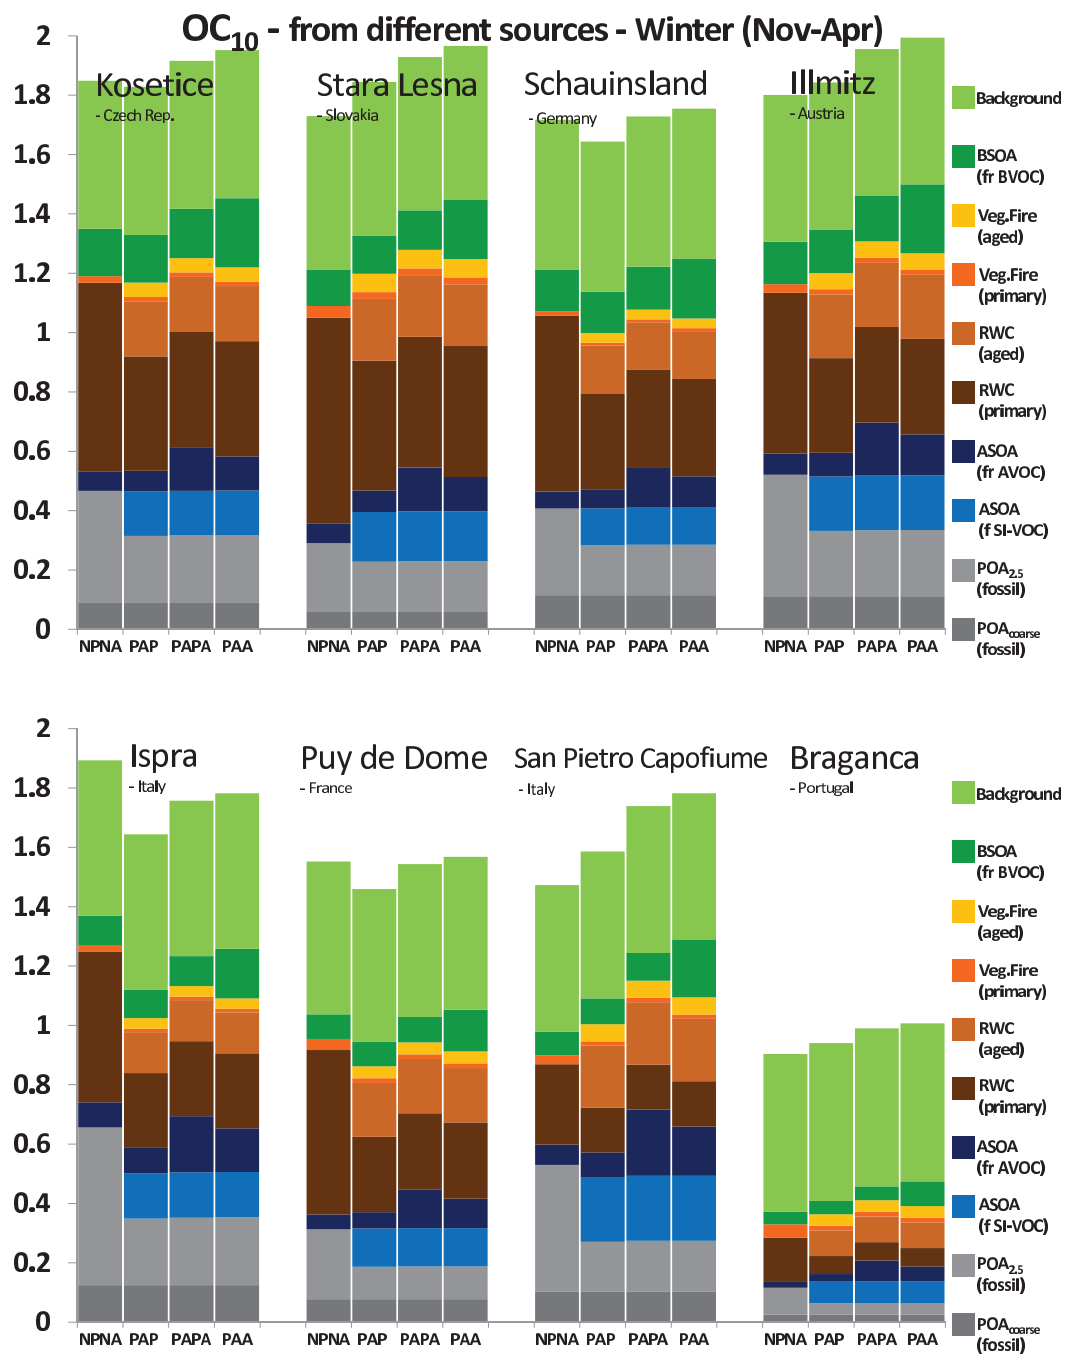 OC10 - from different sources - Winter (Nov-Apr)
2
1.8
1.6
1.4
1.2
1
0.8
0.6
0.4
0.2
0
Kosetice
- Czech Rep.
Stara Lesna
- Slovakia
Schauinsland
- Germany
Illmitz
- Austria
NPNA PAP PAPA PAA
NPNA PAP PAPA PAA
NPNA PAP PAPA PAA
NPNA PAP PAPA PAA
Background
BSOA
(fr BVOC)
Veg.Fire
(aged)
Veg.Fire
(primary)
RWC
(aged)
RWC
(primary)
ASOA
(fr AVOC)
ASOA
(f SI-VOC)
POA2.5
(fossil)
POAcoarse
(fossil)
2
1.8
1.6
1.4
1.2
1
0.8
0.6
0.4
0.2
0
Ispra
- Italy
Puy de Dome
- France
San Pietro Capofiume
- Italy
Braganca
- Portugal
NPNA PAP PAPA PAA
NPNA PAP PAPA PAA
NPNA PAP PAPA PAA
NPNA PAP PAPA PAA
Background
BSOA
(fr BVOC)
Veg.Fire
(aged)
Veg.Fire
(primary)
RWC
(aged)
RWC
(primary)
ASOA
(fr AVOC)
ASOA
(f SI-VOC)
POA2.5
(fossil)
POAcoarse
(fossil)